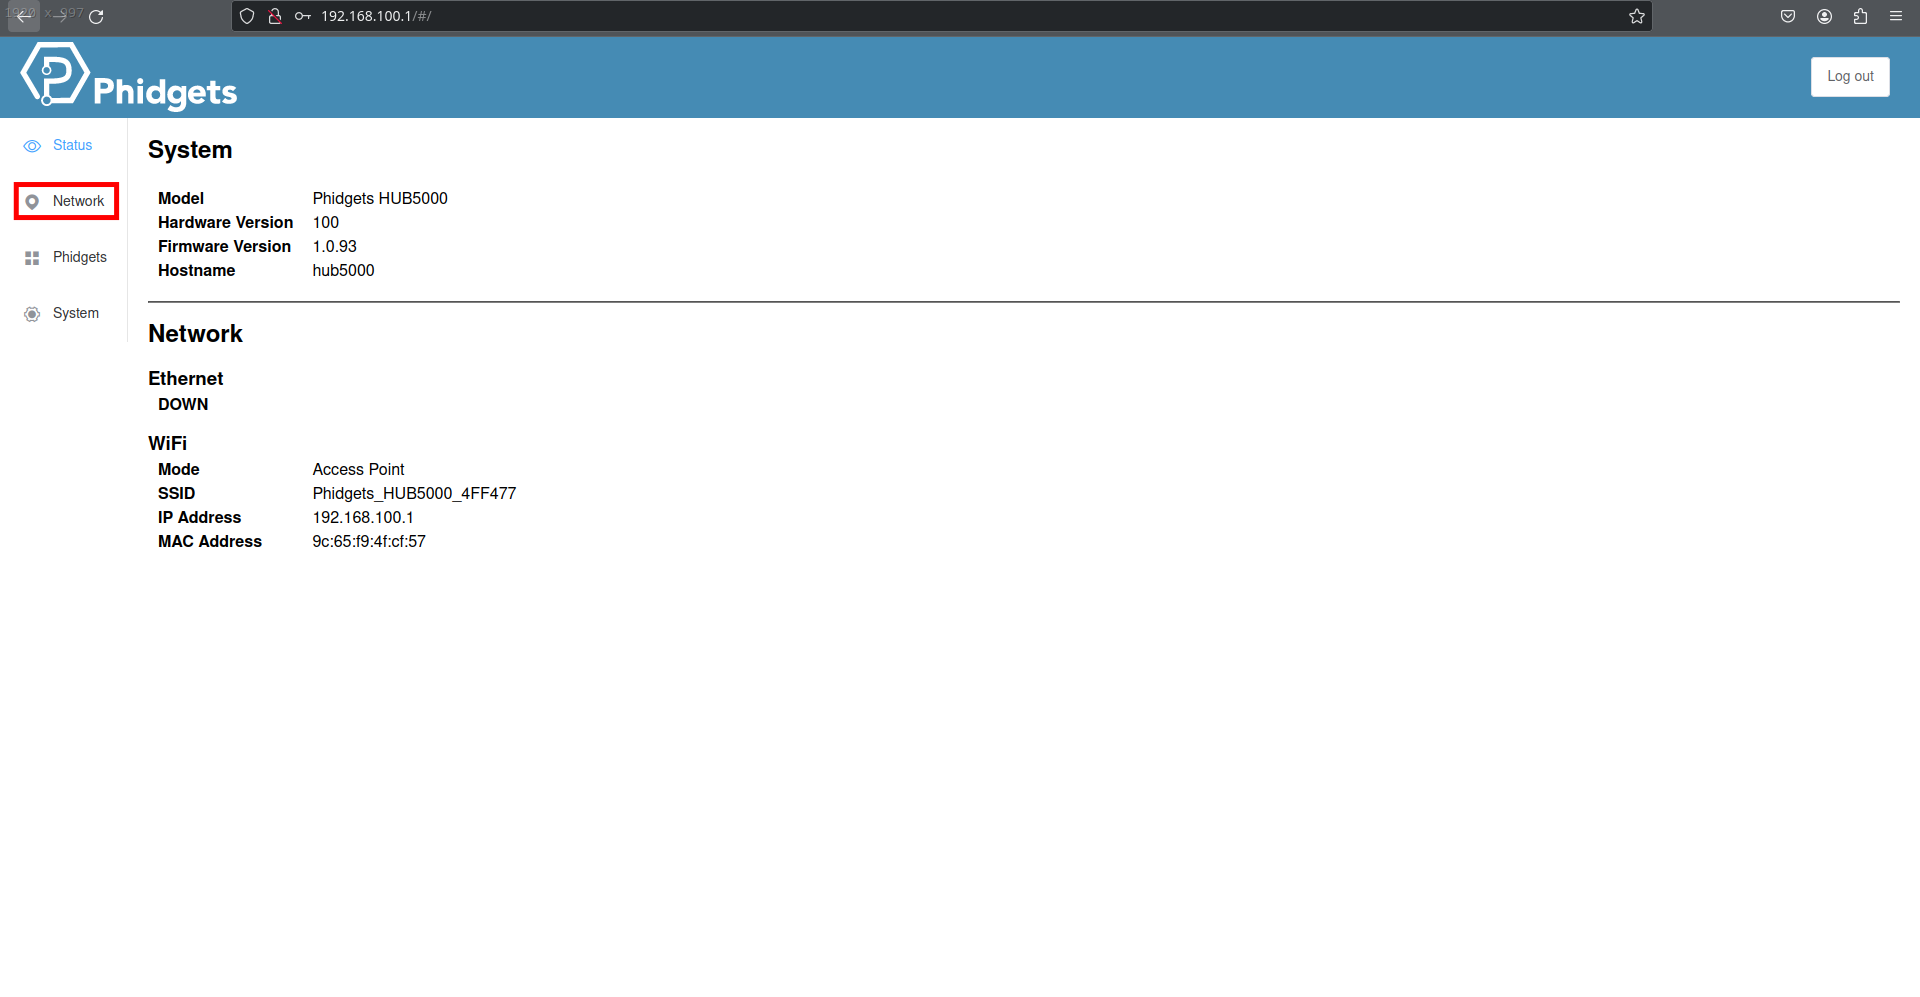 1920 x 997
192.168.100.1/#/
Phidgets
Log out
Status
Network
Phidgets
System
System
Model Phidgets HUB5000
Hardware Version 100
Firmware Version 1.0.93
Hostname hub5000
Network
Ethernet
DOWN
WiFi
Mode Access Point
SSID Phidgets_HUB5000_4FF477
IP Address 192.168.100.1
MAC Address 9c:65:f9:4f:cf:57